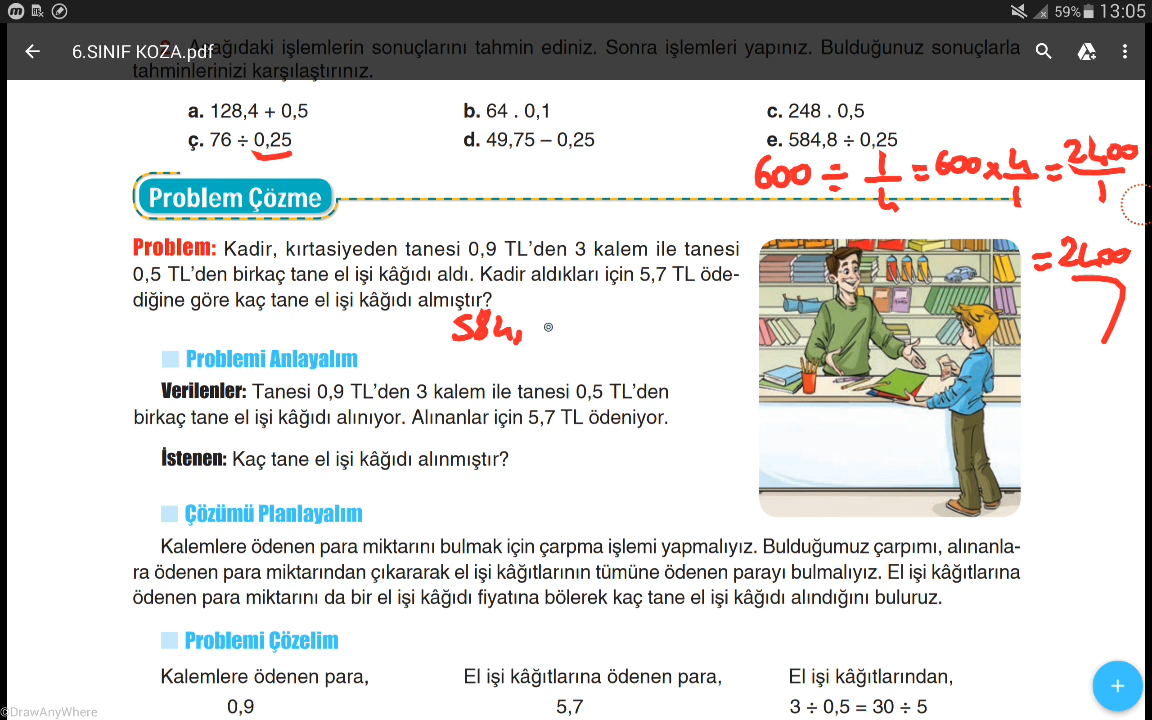 59% 13:05
6.SINIF KOZA.pdf
Aşağıdaki işlemlerin sonuçlarını tahmin ediniz. Sonra işlemleri yapınız. Bulduğunuz sonuçlarla
tahminlerinizi karşılaştırınız.
a. 128,4 + 0,5 b. 64 . 0,1 c. 248 . 0,5
ç. 76 ÷ 0,25 d. 49,75 – 0,25 e. 584,8 ÷ 0,25
600 ÷ 1/4 = 600 x 4/1 = 2400/1
= 2400
Problem Çözme
Problem: Kadir, kırtasiyeden tanesi 0,9 TL'den 3 kalem ile tanesi
0,5 TL'den birkaç tane el işi kâğıdı aldı. Kadir aldıkları için 5,7 TL öde-
diğine göre kaç tane el işi kâğıdı almıştır?
584,
Problemi Anlayalım
Verilenler: Tanesi 0,9 TL'den 3 kalem ile tanesi 0,5 TL'den
birkaç tane el işi kâğıdı alınıyor. Alınanlar için 5,7 TL ödeniyor.
İstenen: Kaç tane el işi kâğıdı alınmıştır?
Çözümü Planlayalım
Kalemlere ödenen para miktarını bulmak için çarpma işlemi yapmalıyız. Bulduğumuz çarpımı, alınanla-
ra ödenen para miktarından çıkararak el işi kâğıtlarının tümüne ödenen parayı bulmalıyız. El işi kâğıtlarına
ödenen para miktarını da bir el işi kâğıdı fiyatına bölerek kaç tane el işi kâğıdı alındığını buluruz.
Problemi Çözelim
Kalemlere ödenen para, El işi kâğıtlarına ödenen para, El işi kâğıtlarından,
0,9 5,7 3 ÷ 0,5 = 30 ÷ 5
©DrawAnyWhere